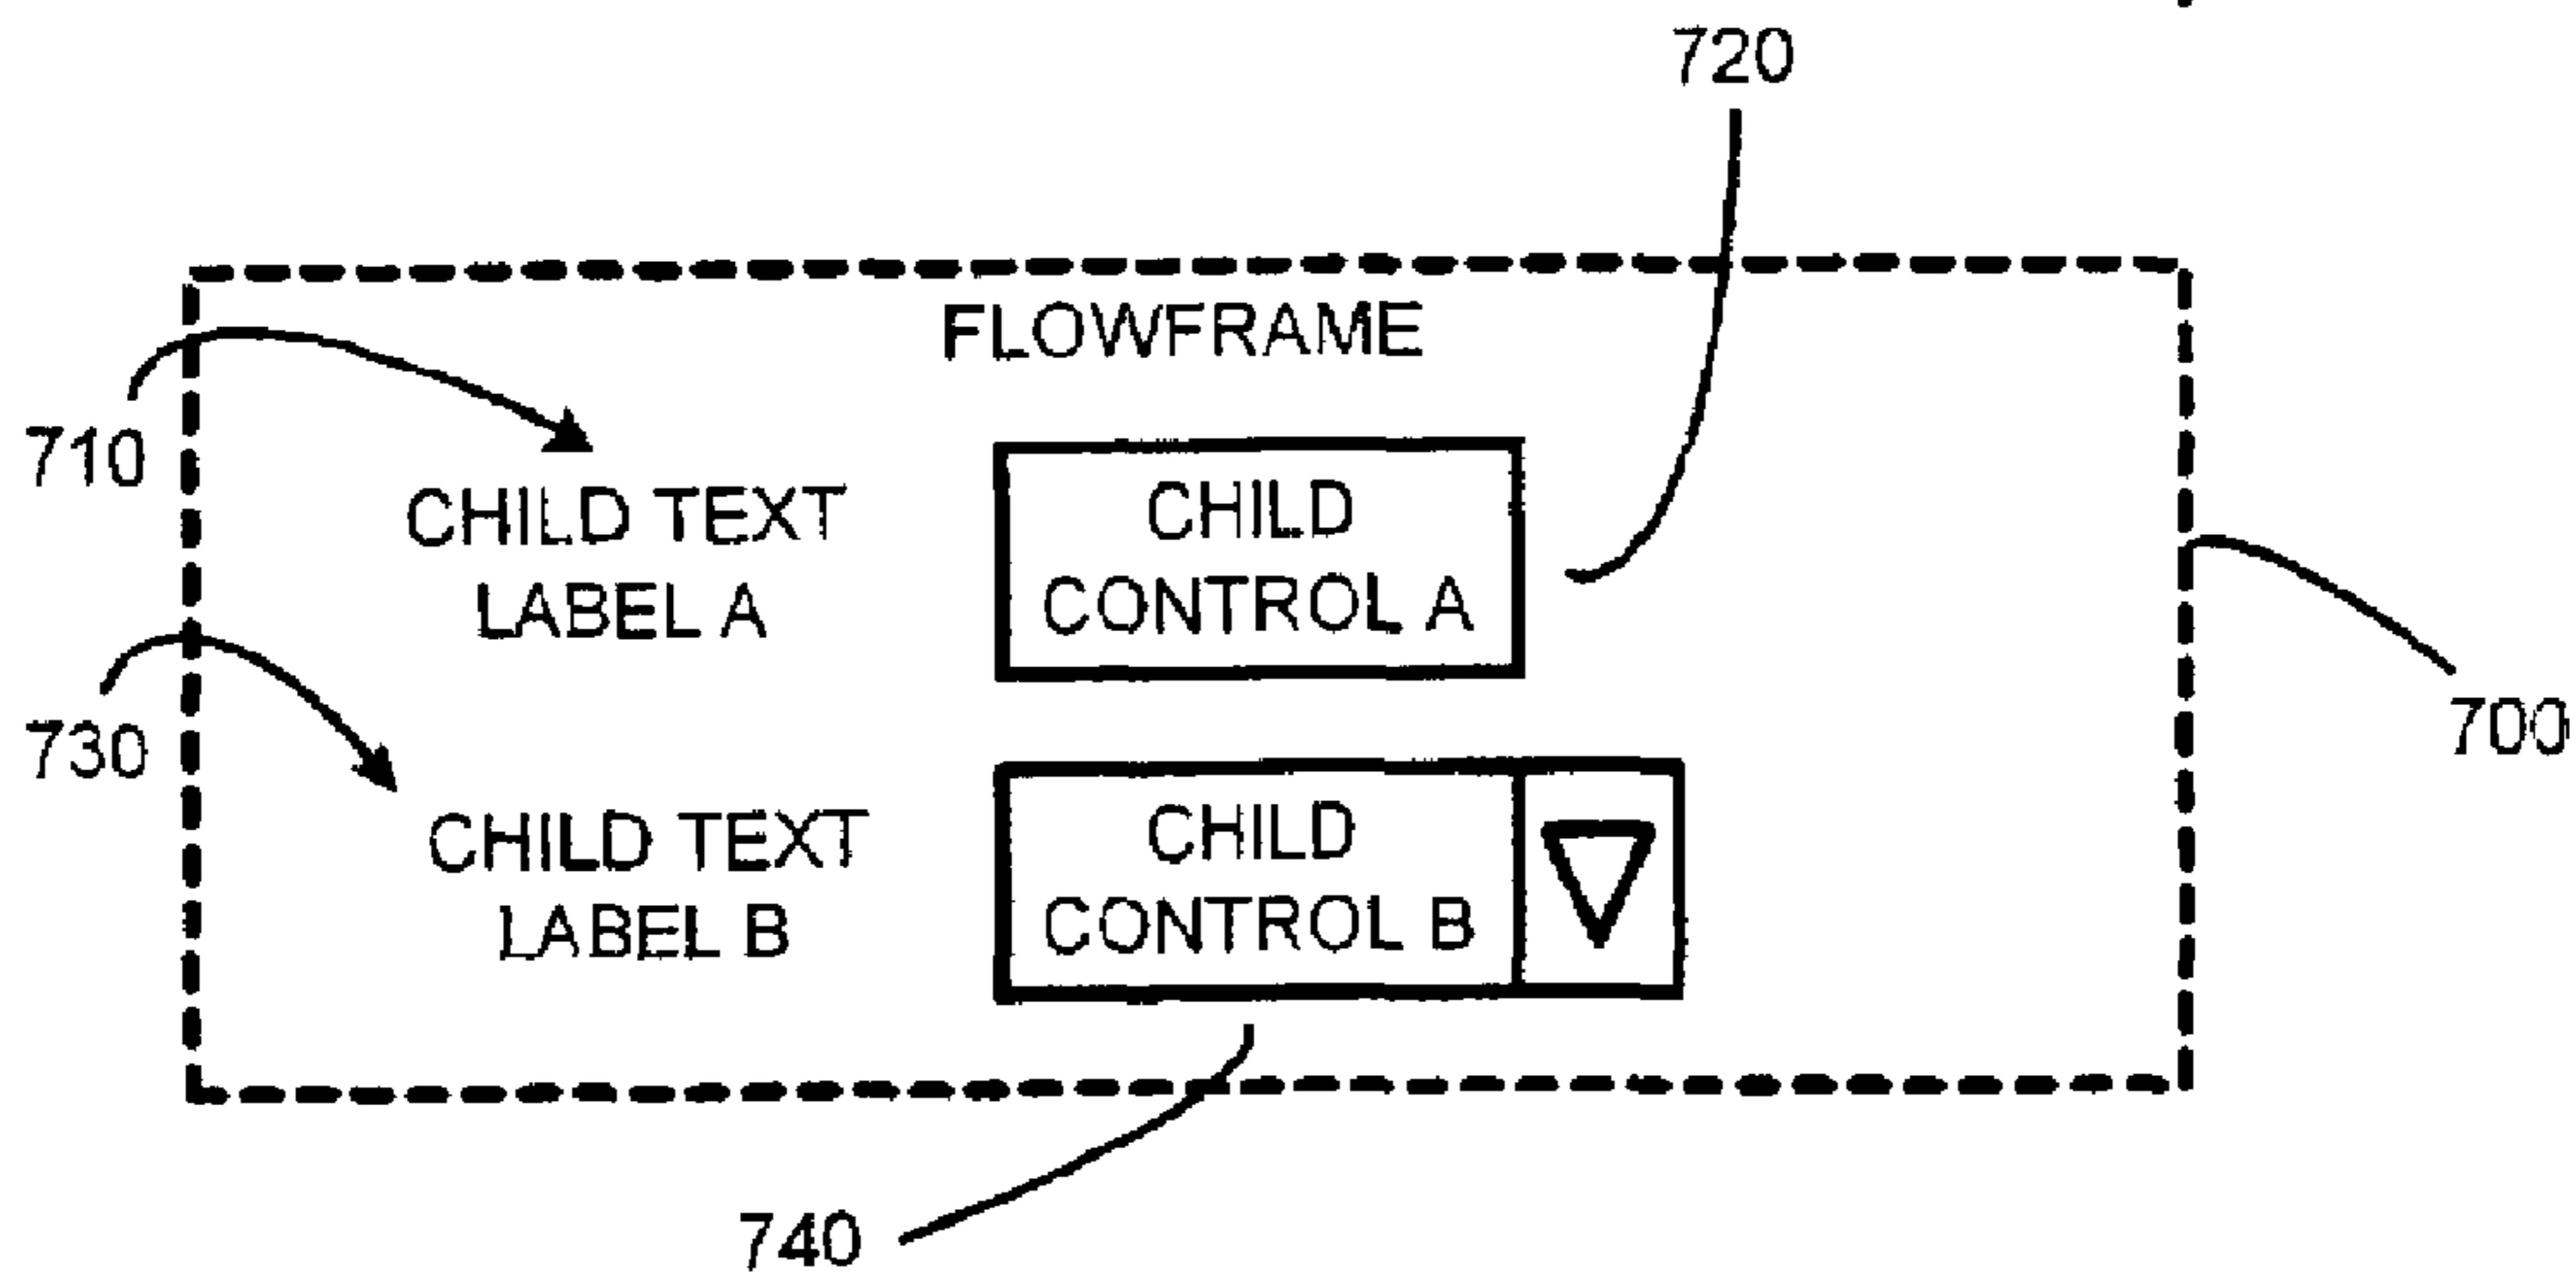 720
FLOWFRAME
710
CHILD TEXT
LABEL A
CHILD
CONTROL A
700
730
CHILD TEXT
LABEL B
CHILD
CONTROL B
740